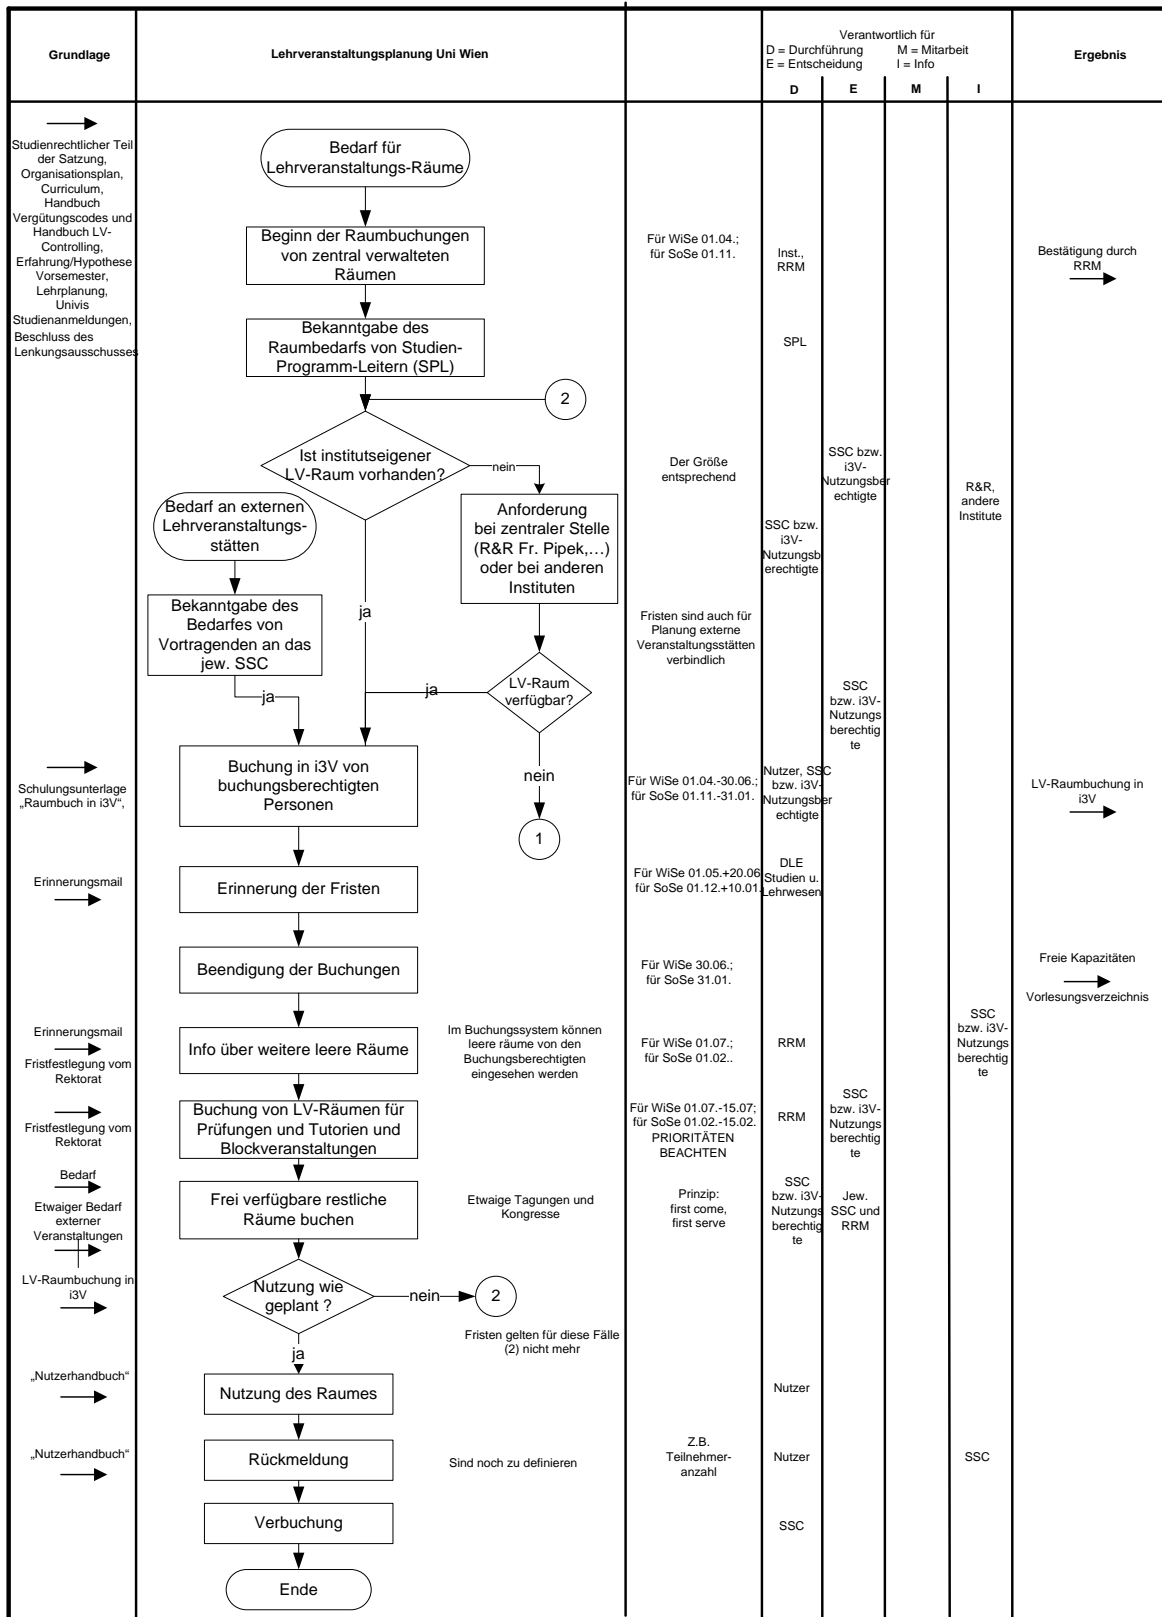 Grundlage
Lehrveranstaltungsplanung Uni Wien
Verantwortlich für
D = Durchführung
M = Mitarbeit
E = Entscheidung
I = Info
D
E
M
I
Ergebnis
Studienrechtlicher Teil
der Satzung,
Organisationsplan,
Curriculum,
Handbuch
Vergütungscodes und
Handbuch LV-
Controlling,
Erfahrung/Hypothese
Vorsemester,
Lehrplanung,
Univis
Studienanmeldungen,
Beschluss des
Lenkungsausschusses
Bedarf für
Lehrveranstaltungs-Räume
Beginn der Raumbuchungen
von zentral verwalteten
Räumen
Für WiSe 01.04.;
für SoSe 01.11.
Inst.,
RRM
Bestätigung durch
RRM
Bekanntgabe des
Raumbedarfs von Studien-
Programm-Leitern (SPL)
SPL
2
Ist institutseigener
LV-Raum vorhanden?
nein
Der Größe
entsprechend
SSC bzw.
i3V-
Nutzungsber
echtigte
R&R,
andere
Institute
Bedarf an externen
Lehrveranstaltungs-
stätten
Anforderung
bei zentraler Stelle
(R&R Fr. Pipek,…)
oder bei anderen
Instituten
SSC bzw.
i3V-
Nutzungsb
erechtigte
ja
Bekanntgabe des
Bedarfes von
Vortragenden an das
jew. SSC
Fristen sind auch für
Planung externe
Veranstaltungsstätten
verbindlich
ja
ja
LV-Raum
verfügbar?
SSC
bzw. i3V-
Nutzungs
berechtig
te
nein
1
Schulungsunterlage
„Raumbuch in i3V“,
Buchung in i3V von
buchungsberechtigten
Personen
Für WiSe 01.04.-30.06.;
für SoSe 01.11.-31.01.
Nutzer, SSC
bzw. i3V-
Nutzungsber
echtigte
LV-Raumbuchung in
i3V
Erinnerungsmail
Erinnerung der Fristen
Für WiSe 01.05.+20.06
für SoSe 01.12.+10.01.
DLE
Studien u.
Lehrwesen
Beendigung der Buchungen
Für WiSe 30.06.;
für SoSe 31.01.
Freie Kapazitäten
Vorlesungsverzeichnis
Erinnerungsmail
Fristfestlegung vom
Rektorat
Info über weitere leere Räume
Im Buchungssystem können
leere räume von den
Buchungsberechtigten
eingesehen werden
Für WiSe 01.07.;
für SoSe 01.02..
RRM
SSC
bzw. i3V-
Nutzungs
berechtig
te
Fristfestlegung vom
Rektorat
Buchung von LV-Räumen für
Prüfungen und Tutorien und
Blockveranstaltungen
Für WiSe 01.07.-15.07;
für SoSe 01.02.-15.02.
PRIORITÄTEN
BEACHTEN
RRM
SSC
bzw. i3V-
Nutzungs
berechtig
te
Bedarf
Etwaiger Bedarf
externer
Veranstaltungen
Frei verfügbare restliche
Räume buchen
Etwaige Tagungen und
Kongresse
Prinzip:
first come,
first serve
SSC
bzw. i3V-
Nutzungs
berechtig
te
Jew.
SSC und
RRM
LV-Raumbuchung in
i3V
Nutzung wie
geplant ?
nein
2
Fristen gelten für diese Fälle
(2) nicht mehr
ja
„Nutzerhandbuch“
Nutzung des Raumes
Nutzer
„Nutzerhandbuch“
Rückmeldung
Sind noch zu definieren
Z.B.
Teilnehmer-
anzahl
Nutzer
SSC
Verbuchung
SSC
Ende